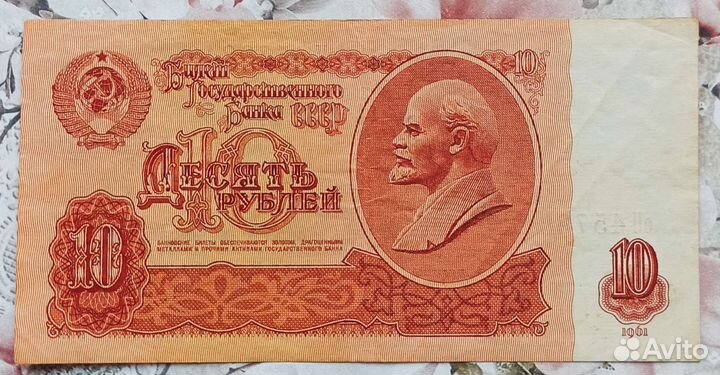 Билет
Государственного
Банка СССР
10
10
Десять
рублей
БАНКОВСКИЕ БИЛЕТЫ ОБЕСПЕЧИВАЮТСЯ ЗОЛОТОМ, ДРАГОЦЕННЫМИ
МЕТАЛЛАМИ И ПРОЧИМИ АКТИВАМИ ГОСУДАРСТВЕННОГО БАНКА
10
10
1961
Avito